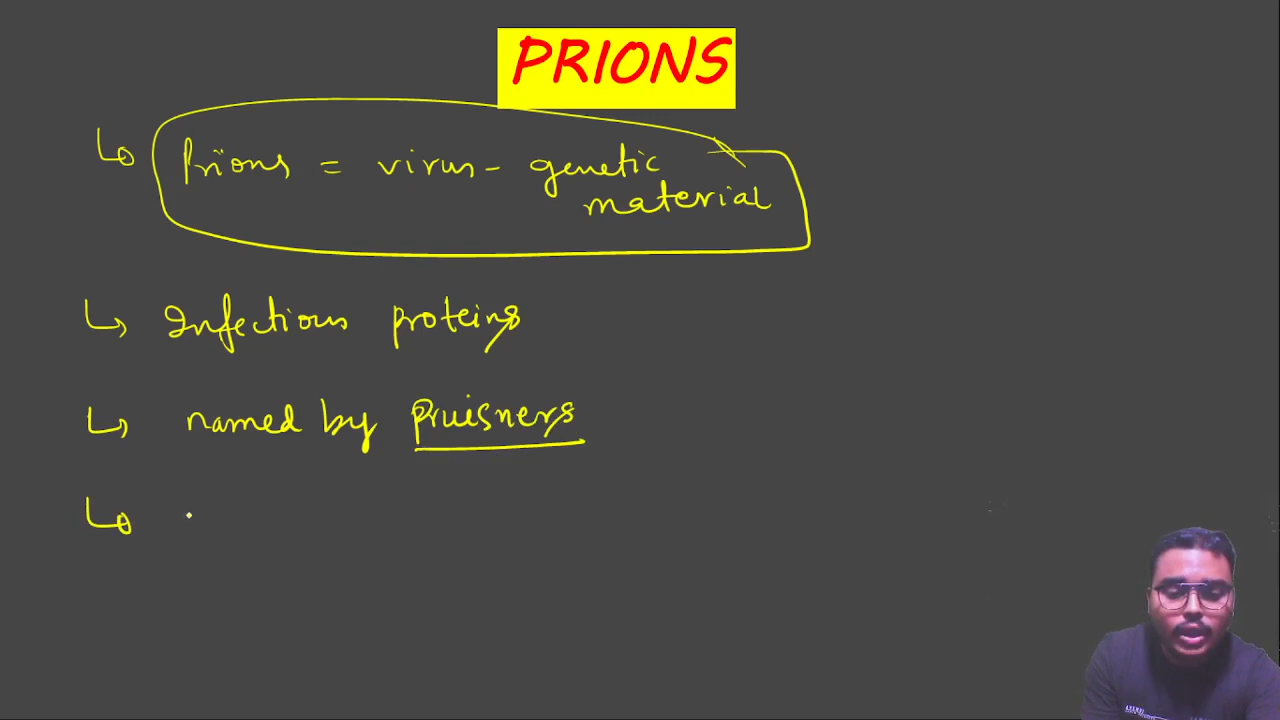 PRIONS
Prions = virus - genetic
material
Infectious proteins
named by Pruisners